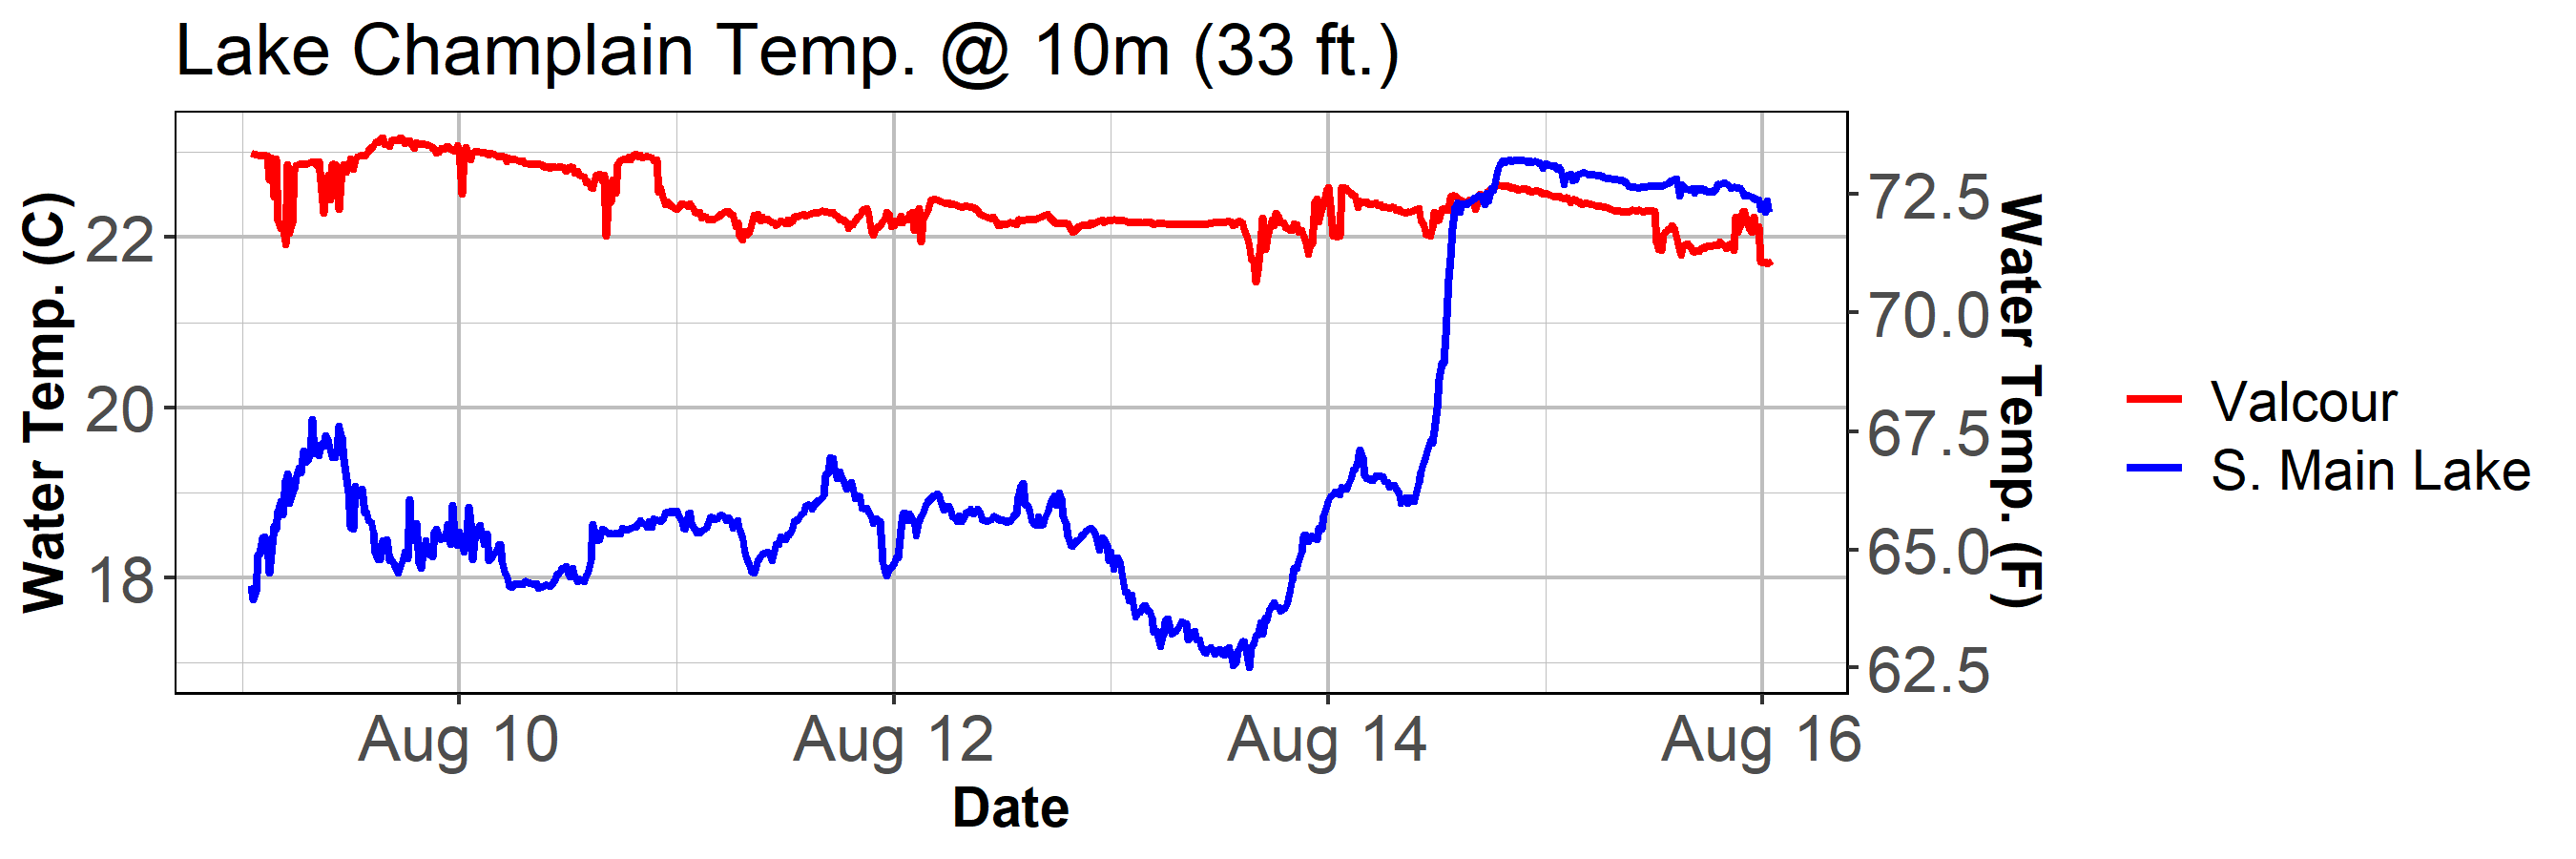 Lake Champlain Temp. @ 10m (33 ft.)
Water Temp. (C)
22
20
18
72.5
70.0
67.5
65.0
62.5
Water Temp. (F)
Aug 10
Aug 12
Aug 14
Aug 16
Date
Valcour
S. Main Lake